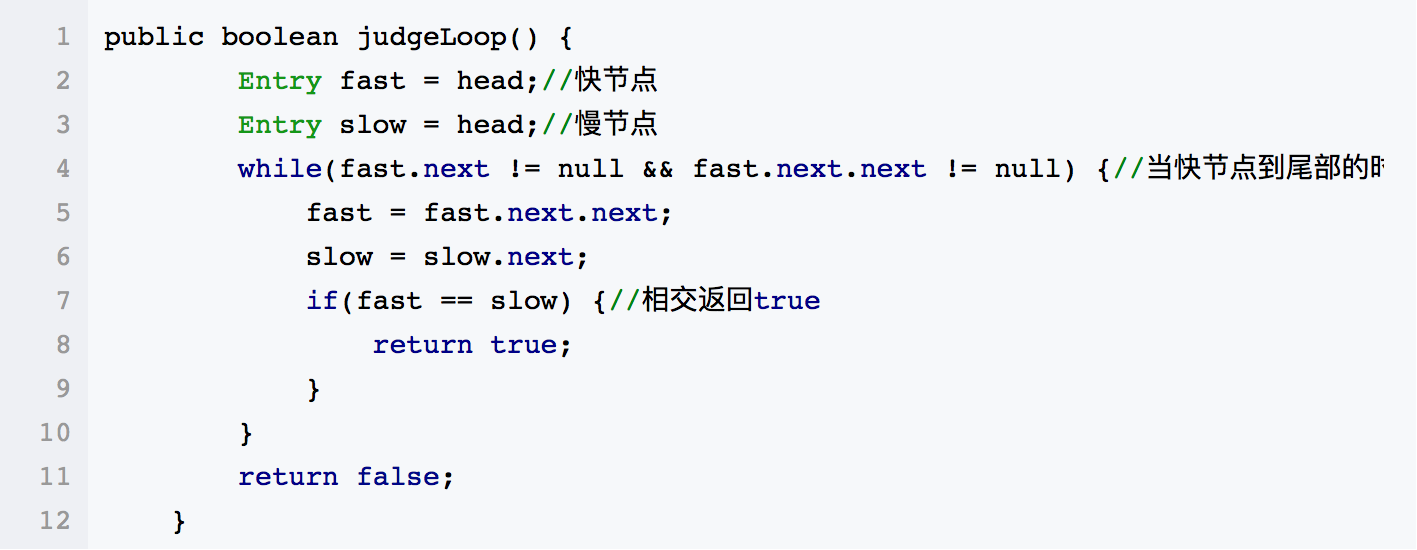 1 public boolean judgeLoop() {
2 Entry fast = head;//快节点
3 Entry slow = head;//慢节点
4 while(fast.next != null && fast.next.next != null) {//当快节点到尾部的
5 fast = fast.next.next;
6 slow = slow.next;
7 if(fast == slow) {//相交返回true
8 return true;
9 }
10 }
11 return false;
12 }